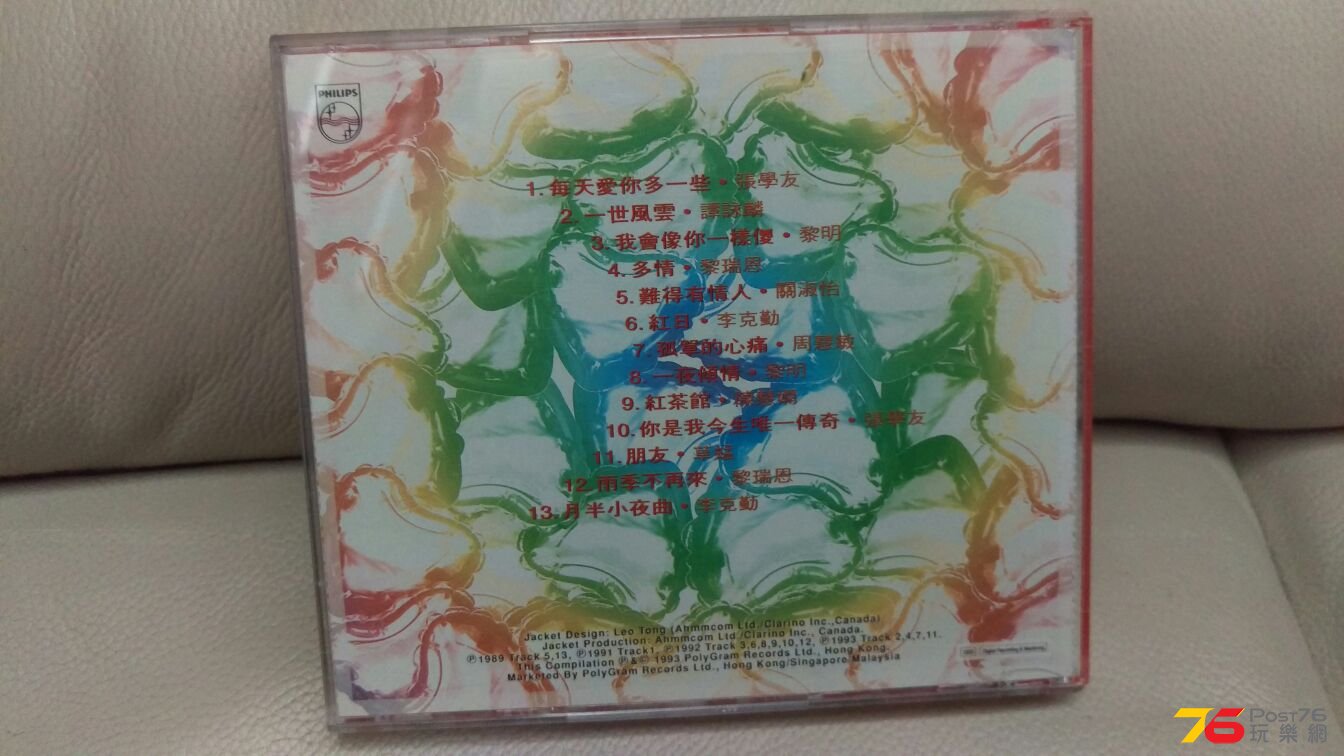 PHILIPS
1. 每天愛你多一些 • 張學友
2. 一世風雲 • 譚詠麟
3. 我會像你一樣傻 • 黎明
4. 多情 • 黎瑞恩
5. 難得有情人 • 關淑怡
6. 紅日 • 李克勤
7. 孤單的心痛 • 周慧敏
8. 一夜傾情 • 黎明
9. 紅茶館 • 陳慧嫻
10. 你是我今生唯一傳奇 • 張學友
11. 朋友 • 草蜢
12. 雨季不再來 • 黎瑞恩
13. 月半小夜曲 • 李克勤
Jacket Design: Leo Tong (Ahmmcom Ltd./Clarino Inc.,Canada)
Jacket Production: Ahmmcom Ltd./Clarino Inc., Canada.
Ⓟ1989 Track 5,13, Ⓟ1991 Track1, Ⓟ1992 Track 3,6,8,9,10,12, Ⓟ1993 Track 2,4,7,11.
This Compilation Ⓟ&© 1993 PolyGram Records Ltd., Hong Kong.
Marketed By PolyGram Records Ltd., Hong Kong/Singapore Malaysia
76 Post76
玩樂網